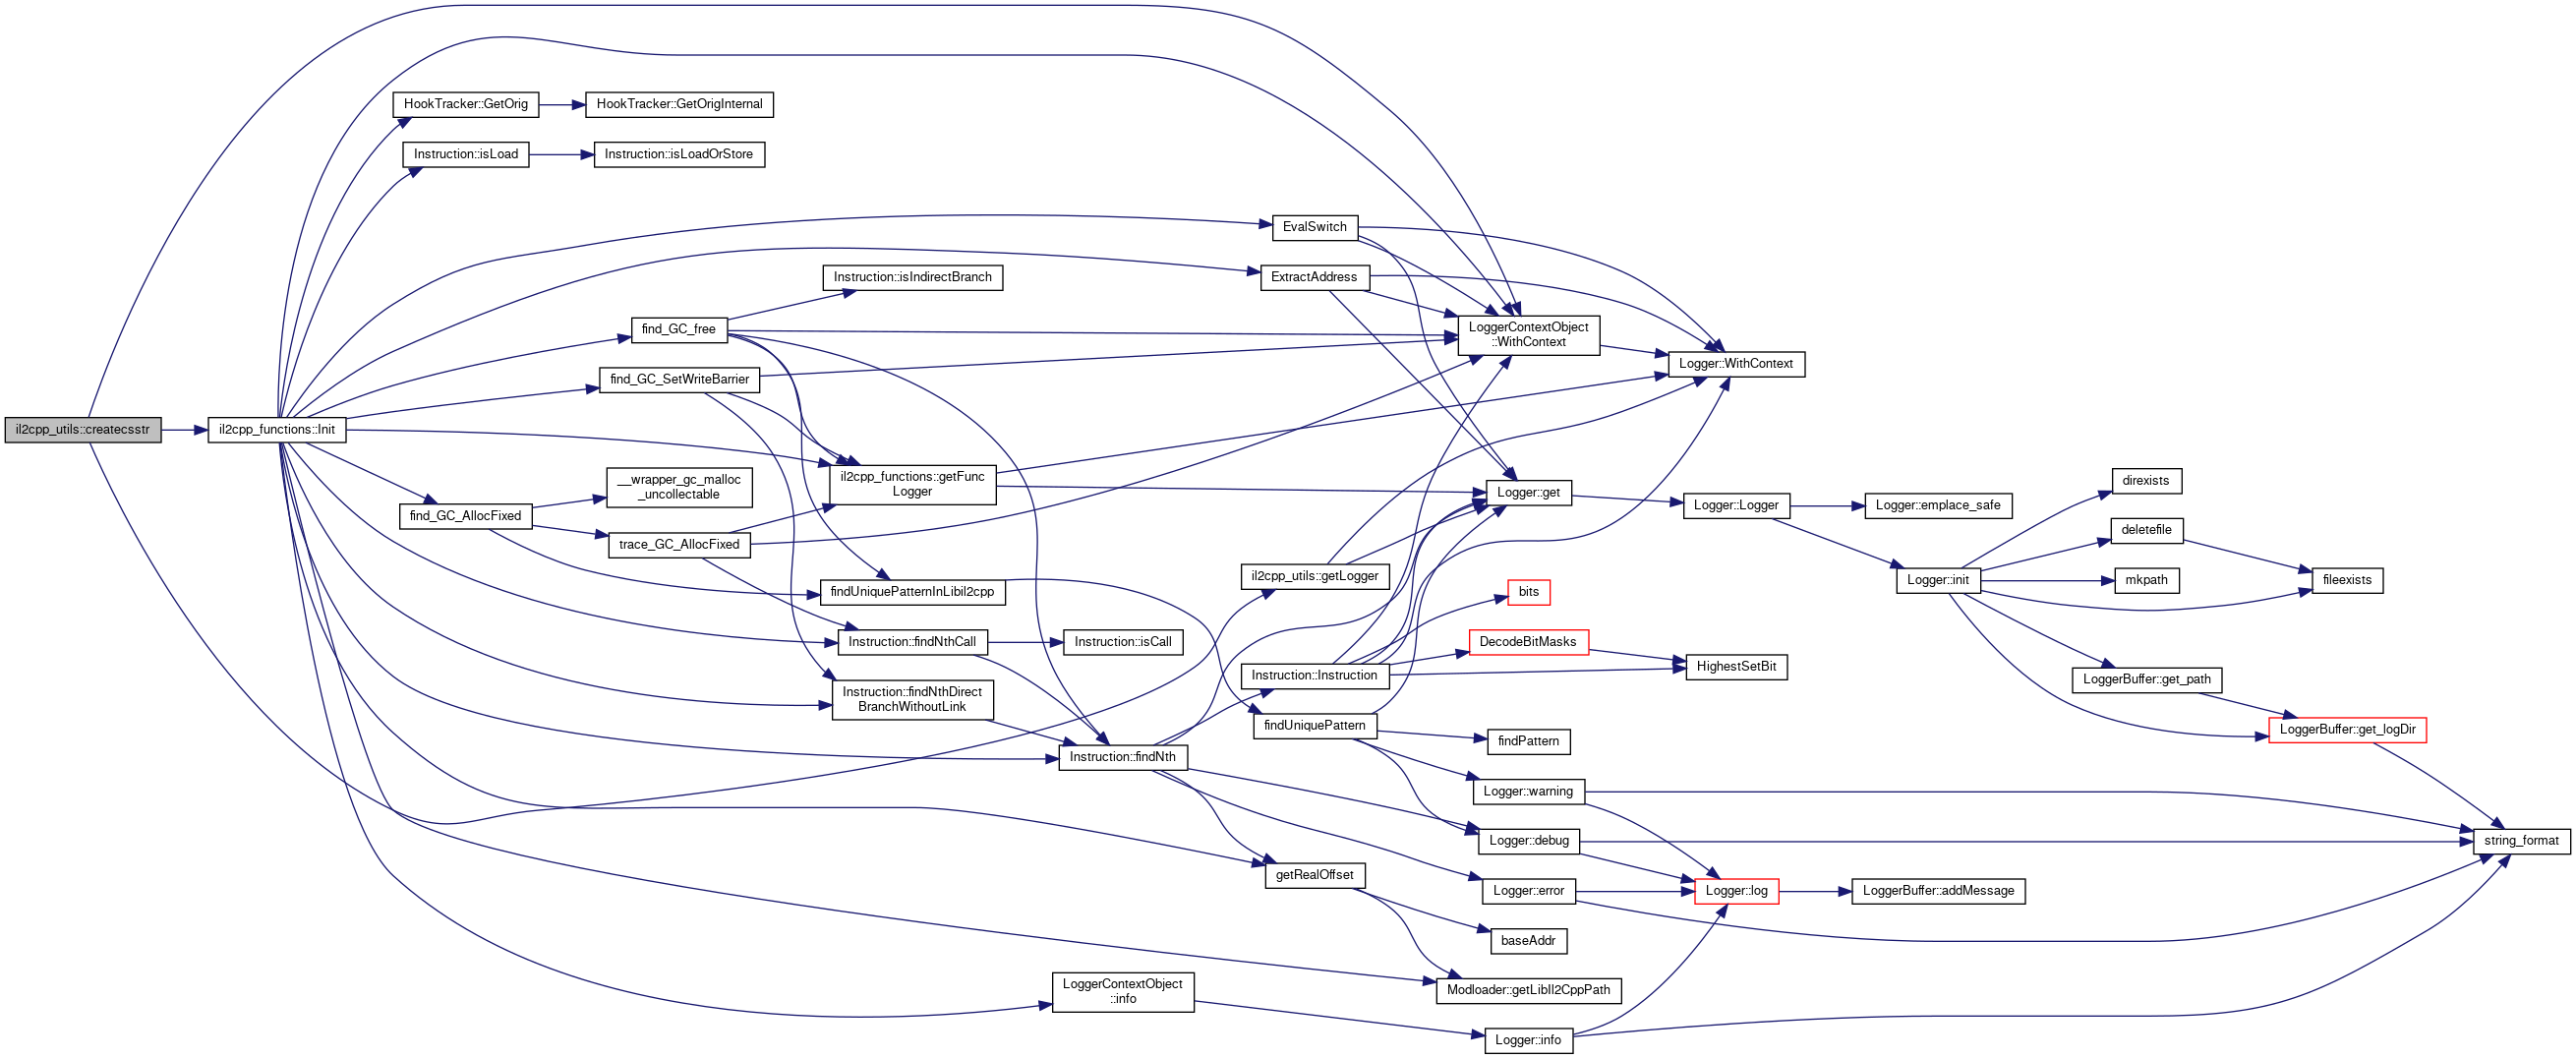 il2cpp_utils::createcsstr
il2cpp_functions::Init
HookTracker::GetOrig
HookTracker::GetOrigInternal
Instruction::isLoad
Instruction::isLoadOrStore
EvalSwitch
ExtractAddress
Instruction::isIndirectBranch
find_GC_free
find_GC_SetWriteBarrier
LoggerContextObject
::WithContext
Logger::WithContext
il2cpp_functions::getFunc
Logger
__wrapper_gc_malloc
_uncollectable
find_GC_AllocFixed
trace_GC_AllocFixed
findUniquePatternInLibil2cpp
Instruction::findNthCall
Instruction::isCall
Instruction::findNthDirect
BranchWithoutLink
Instruction::findNth
il2cpp_utils::getLogger
Logger::get
Logger::Logger
Logger::emplace_safe
Logger::init
direxists
deletefile
mkpath
fileexists
LoggerBuffer::get_path
LoggerBuffer::get_logDir
string_format
bits
DecodeBitMasks
HighestSetBit
Instruction::Instruction
findUniquePattern
findPattern
Logger::warning
Logger::debug
Logger::error
Logger::log
LoggerBuffer::addMessage
getRealOffset
baseAddr
Modloader::getLibIl2CppPath
LoggerContextObject
::info
Logger::info